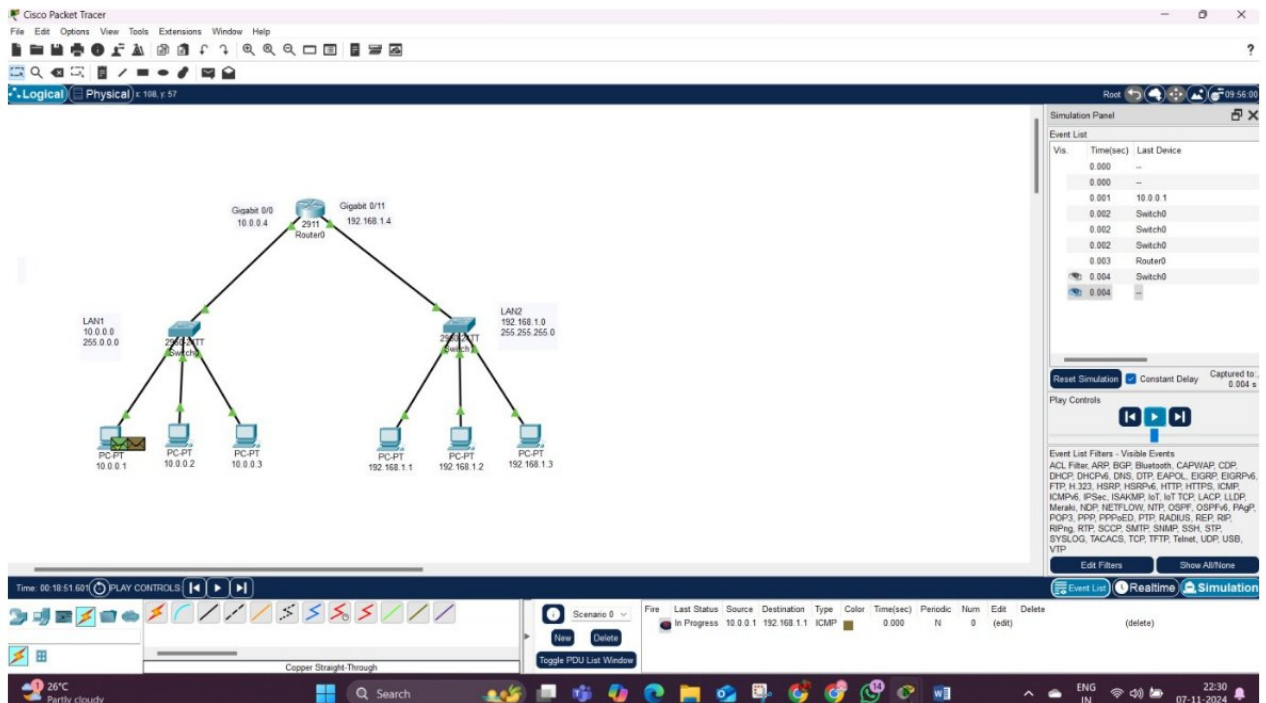 Cisco Packet Tracer
File Edit Options View Tools Extensions Window Help
?
Logical Physical x: 108, y: 57
Root 09:56:00
Simulation Panel
Event List
Vis. Time(sec) Last Device
0.000 --
0.000 --
0.001 10.0.0.1
0.002 Switch0
0.002 Switch0
0.002 Switch0
0.003 Router0
0.004 Switch0
0.004 --
Reset Simulation Constant Delay Captured to:
0.004 s
Play Controls
Event List Filters - Visible Events
ACL Filter, ARP, BGP, Bluetooth, CAPWAP, CDP,
DHCP, DHCPv6, DNS, DTP, EAPOL, EIGRP, EIGRPv6,
FTP, H.323, HSRP, HSRPv6, HTTP, HTTPS, ICMP,
ICMPv6, IPSec, ISAKMP, IoT, IoT TCP, LACP, LLDP,
Meraki, NDP, NETFLOW, NTP, OSPF, OSPFv6, PAgP,
POP3, PPP, PPPoED, PTP, RADIUS, REP, RIP,
RIPng, RTP, SCCP, SMTP, SNMP, SSH, STP,
SYSLOG, TACACS, TCP, TFTP, Telnet, UDP, USB,
VTP
Edit Filters Show All/None
Gigabit 0/0
10.0.0.4
2911
Router0
Gigabit 0/11
192.168.1.4
LAN1
10.0.0.0
255.0.0.0
LAN2
192.168.1.0
255.255.255.0
PC-PT
10.0.0.1
PC-PT
10.0.0.2
PC-PT
10.0.0.3
PC-PT
192.168.1.1
PC-PT
192.168.1.2
PC-PT
192.168.1.3
Time: 00:18:51.601 PLAY CONTROLS:
Event List Realtime Simulation
Scenario 0
New Delete
Toggle PDU List Window
Fire Last Status Source Destination Type Color Time(sec) Periodic Num Edit Delete
In Progress 10.0.0.1 192.168.1.1 ICMP 0.000 N 0 (edit) (delete)
Copper Straight-Through
26°C
Partly cloudy
Search
14
ENG
IN
22:30
07-11-2024